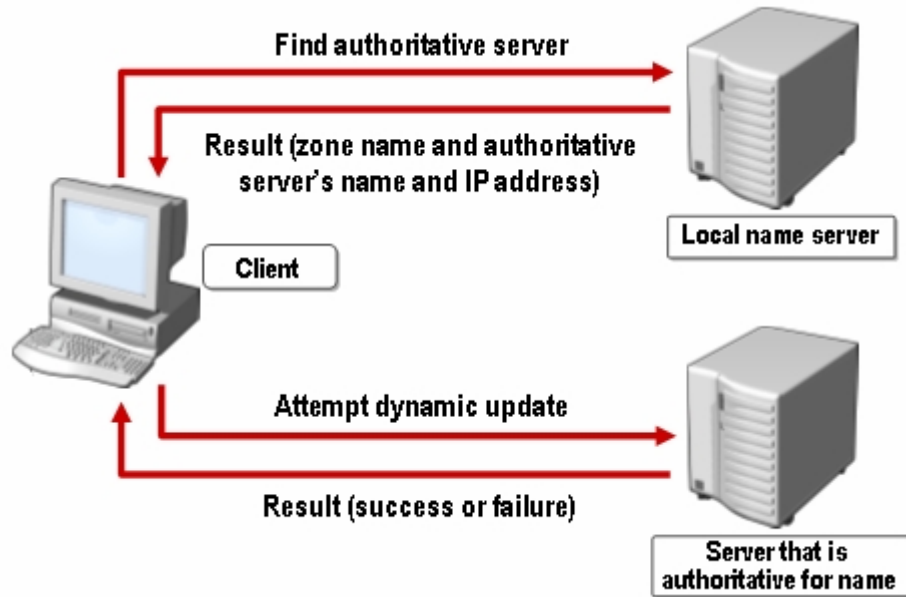 Find authoritative server
Result (zone name and authoritative
server's name and IP address)
Local name server
Client
Attempt dynamic update
Result (success or failure)
Server that is
authoritative for name